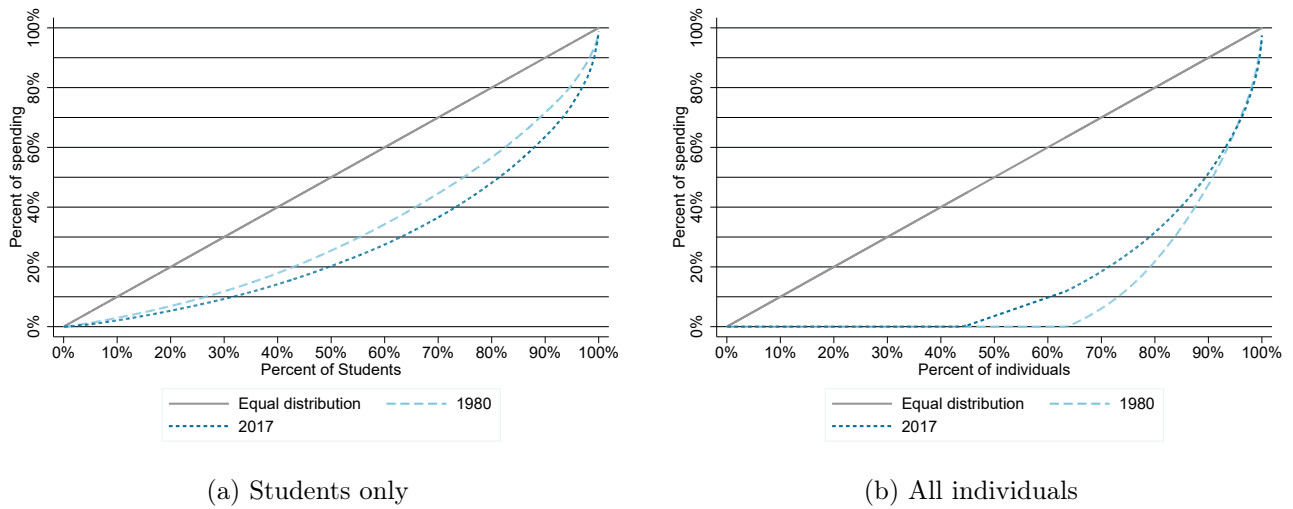 100%
80%
60%
40%
20%
0%
Percent of spending
0% 10% 20% 30% 40% 50% 60% 70% 80% 90% 100%
Percent of Students
Equal distribution 1980
2017
(a) Students only
100%
80%
60%
40%
20%
0%
Percent of spending
0% 10% 20% 30% 40% 50% 60% 70% 80% 90% 100%
Percent of individuals
Equal distribution 1980
2017
(b) All individuals